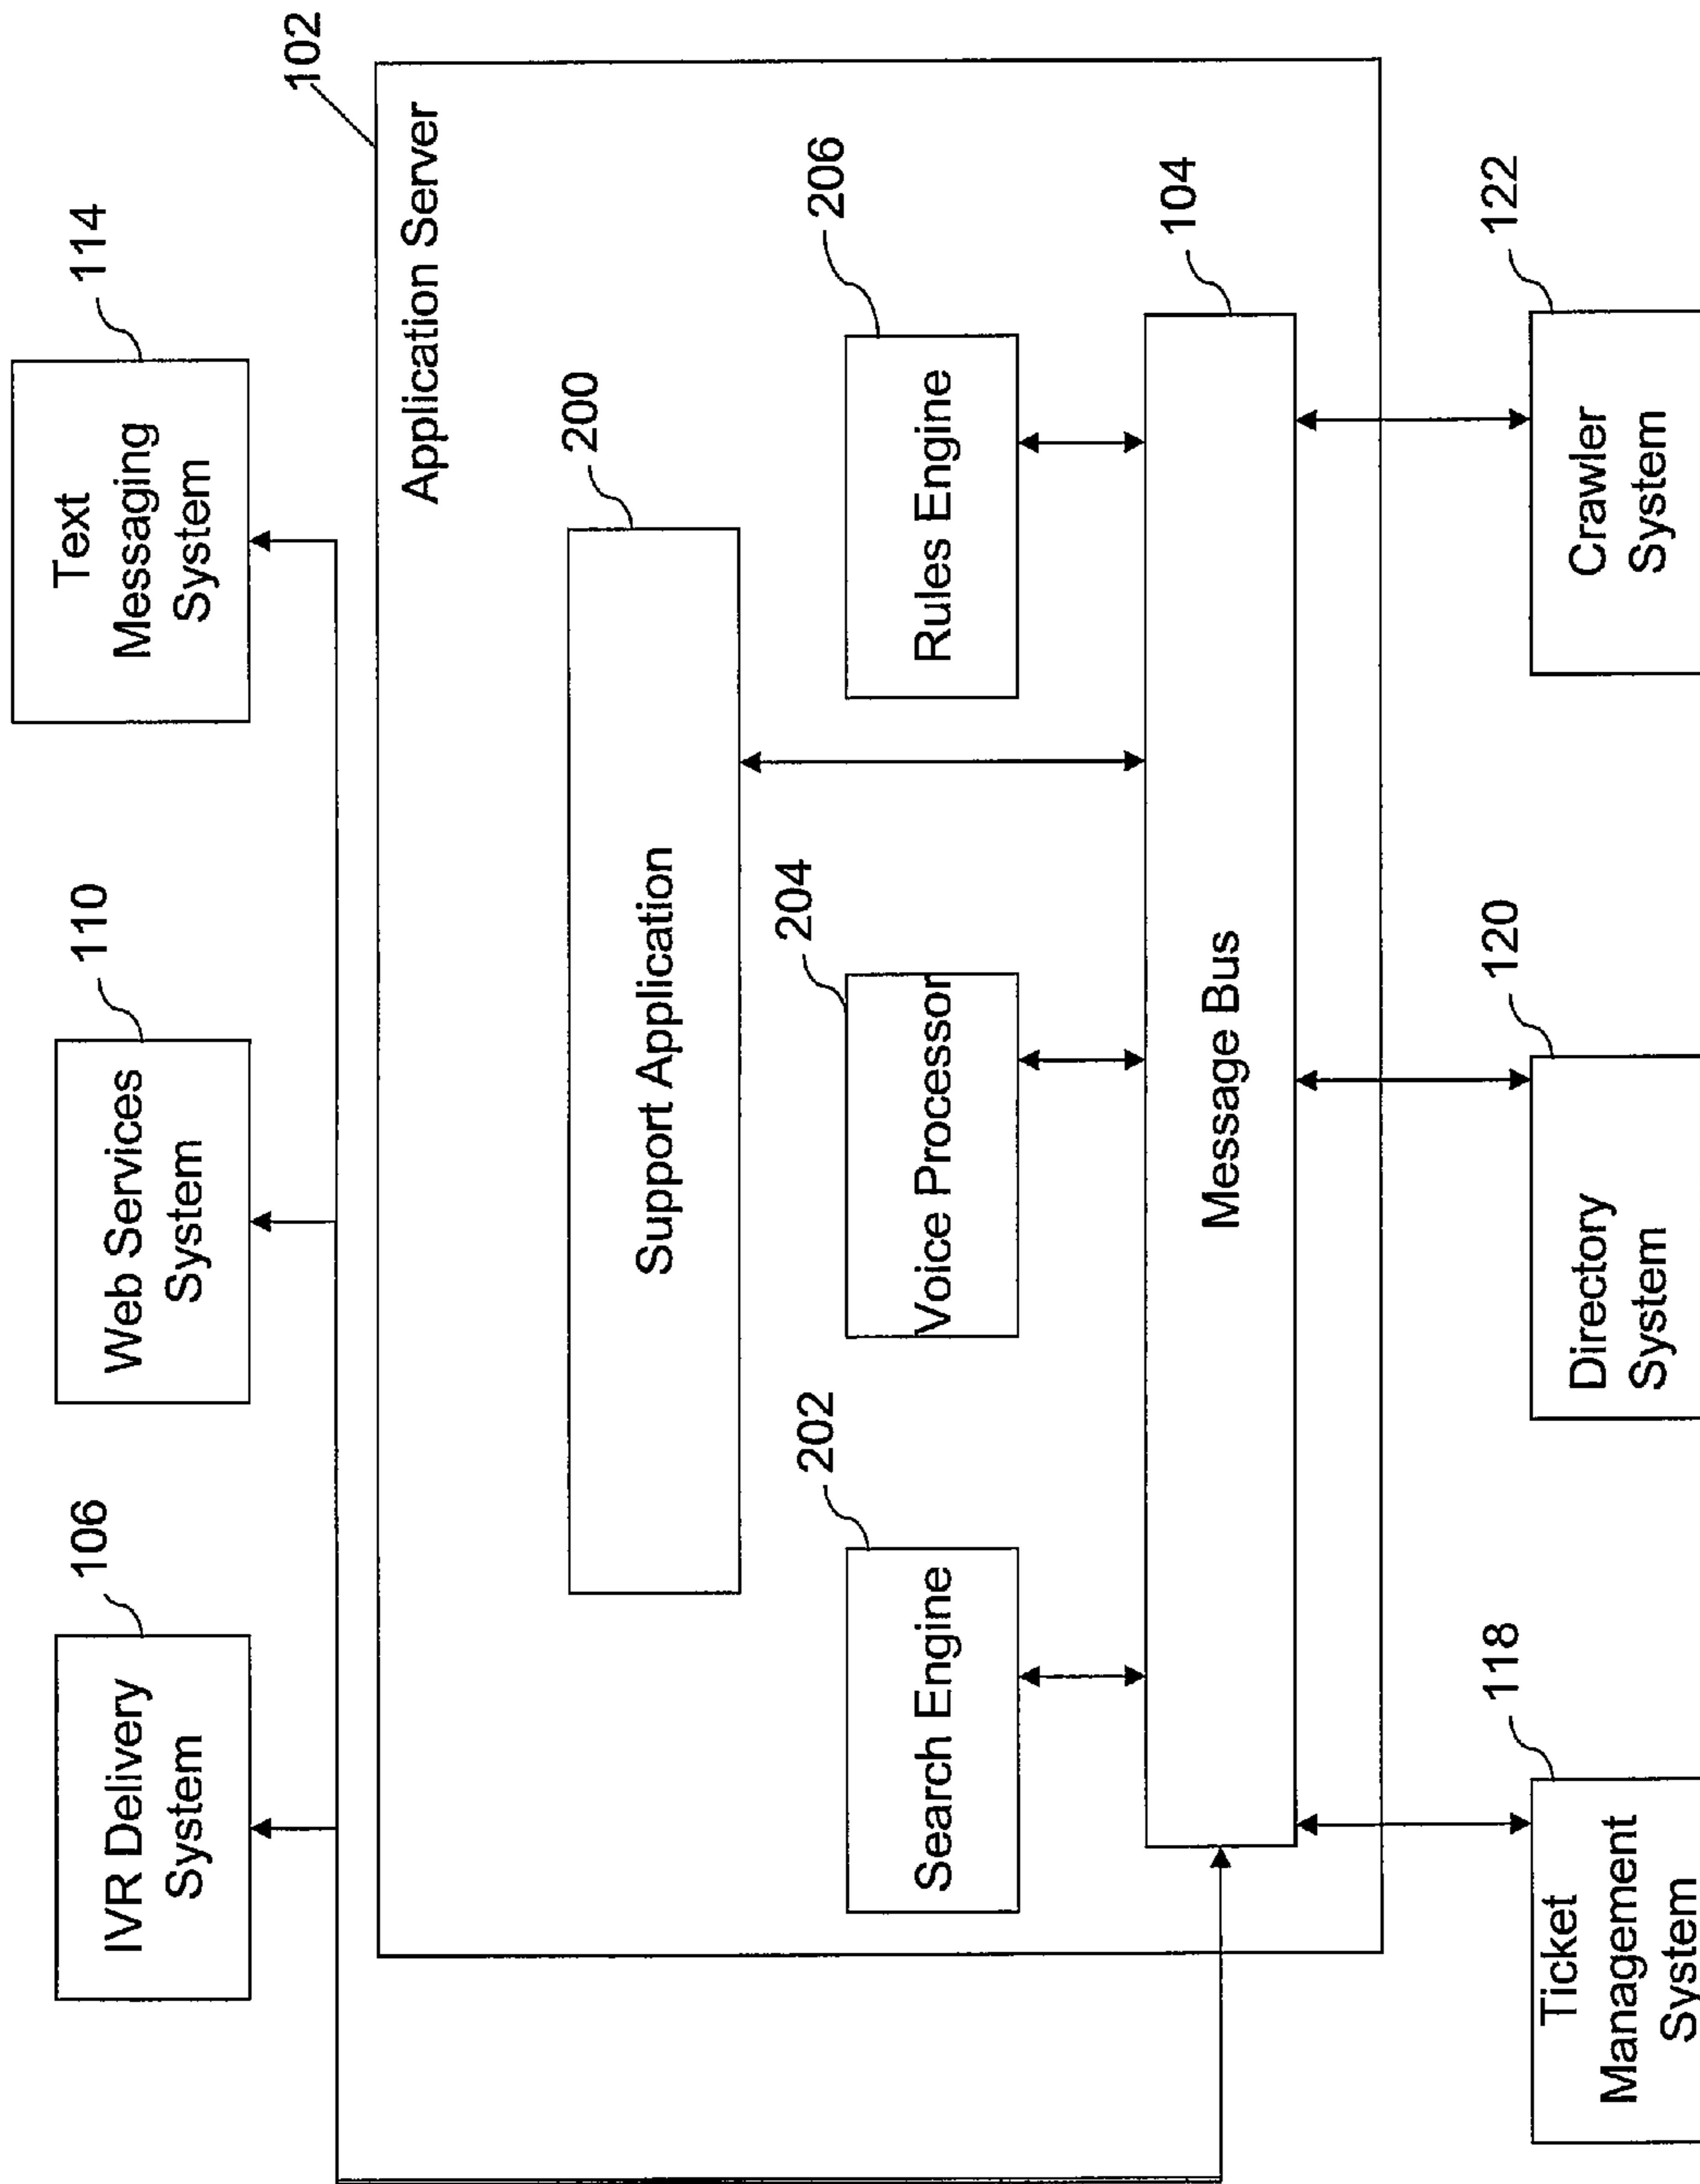 106
IVR Delivery
System
110
Web Services
System
114
Text
Messaging
System
102
Application Server
200
Support Application
202
Search Engine
204
Voice Processor
206
Rules Engine
104
Message Bus
118
Ticket
Management
System
120
Directory
System
122
Crawler
System